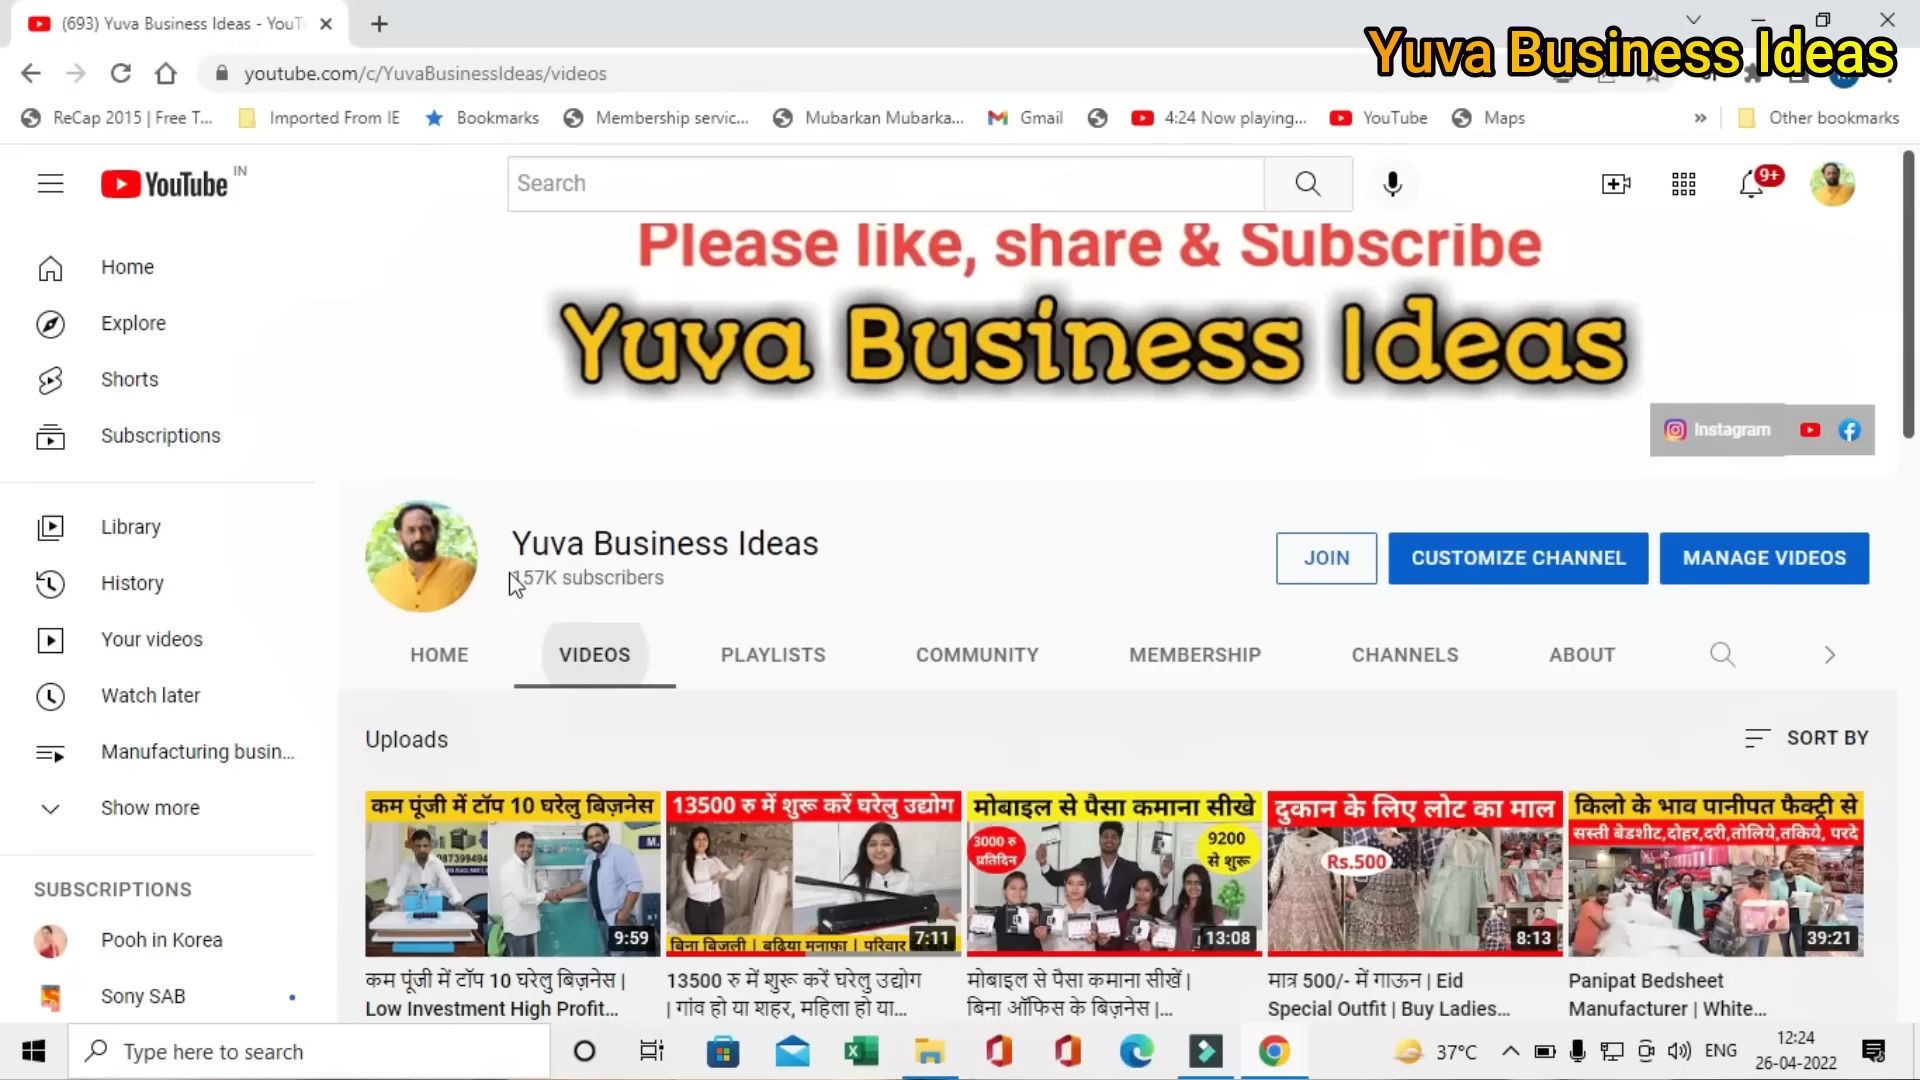 (693) Yuva Business Ideas - YouT
Yuva Business Ideas
youtube.com/c/YuvaBusinessIdeas/videos
ReCap 2015 | Free T...
Imported From IE
Bookmarks
Membership servic...
Mubarkan Mubarka...
Gmail
4:24 Now playing...
YouTube
Maps
Other bookmarks
YouTube IN
Search
9+
Please like, share & Subscribe
Yuva Business Ideas
Instagram
Home
Explore
Shorts
Subscriptions
Library
History
Your videos
Watch later
Manufacturing busin...
Show more
SUBSCRIPTIONS
Pooh in Korea
Sony SAB
Yuva Business Ideas
157K subscribers
JOIN
CUSTOMIZE CHANNEL
MANAGE VIDEOS
HOME
VIDEOS
PLAYLISTS
COMMUNITY
MEMBERSHIP
CHANNELS
ABOUT
Uploads
SORT BY
कम पूंजी में टॉप 10 घरेलु बिज़नेस
9:59
कम पूंजी में टॉप 10 घरेलु बिज़नेस |
Low Investment High Profit...
13500 रु में शुरू करें घरेलु उद्योग
बिना बिजली | बढ़िया मनाफ़ा | परिवार
7:11
13500 रु में शुरू करें घरेलु उद्योग
| गांव हो या शहर, महिला हो या...
मोबाइल से पैसा कमाना सीखे
3000 रु
प्रतिदिन
9200
से शुरू
13:08
मोबाइल से पैसा कमाना सीखें |
बिना ऑफिस के बिज़नेस |...
दुकान के लिए लोट का माल
Rs.500
8:13
मात्र 500/- में गाऊन | Eid
Special Outfit | Buy Ladies...
किलो के भाव पानीपत फैक्ट्री से
सस्ती बेडशीट,दोहर,दरी,तोलिये,तकिये, परदे
39:21
Panipat Bedsheet
Manufacturer | White...
Type here to search
37°C
ENG
12:24
26-04-2022